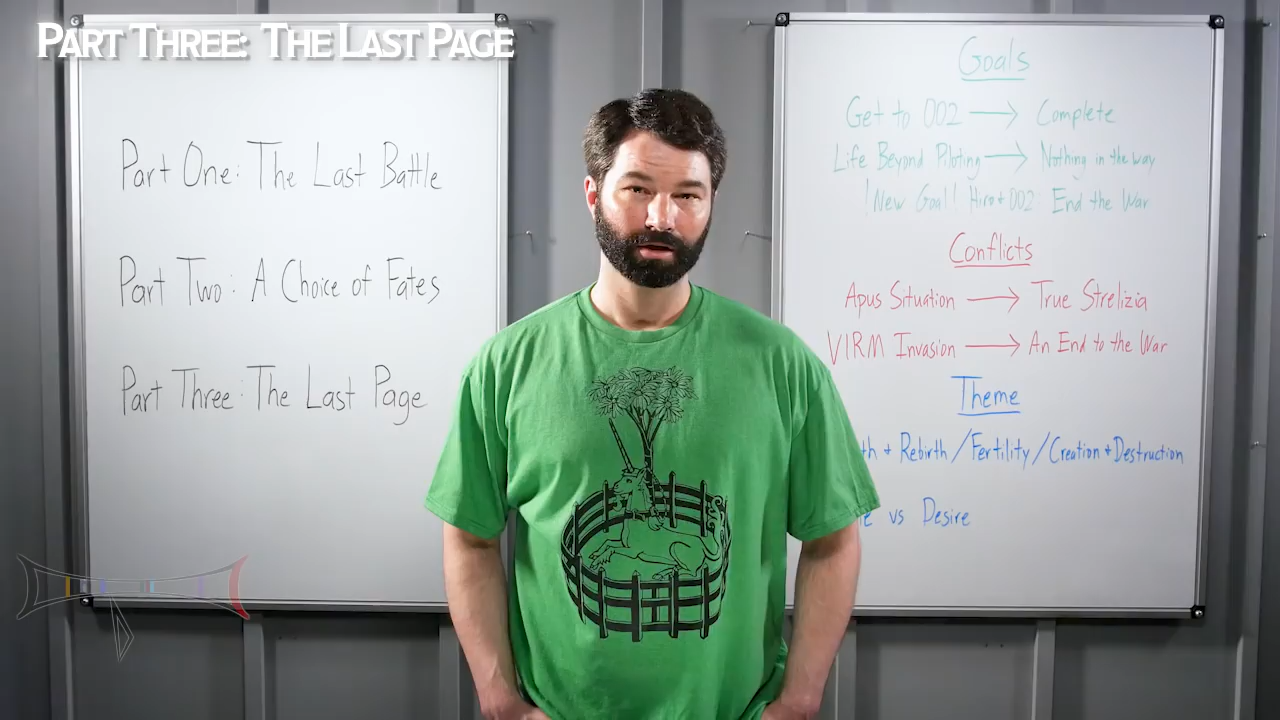 Part Three: The Last Page
Part One: The Last Battle
Part Two: A Choice of Fates
Part Three: The Last Page
Goals
Get to 002 → Complete
Life Beyond Piloting → Nothing in the way
!New Goal! Hiro + 002: End the War
Conflicts
Apus Situation → True Strelizia
VIRM Invasion → An End to the War
Theme
+ Rebirth / Fertility / Creation + Destruction
vs Desire